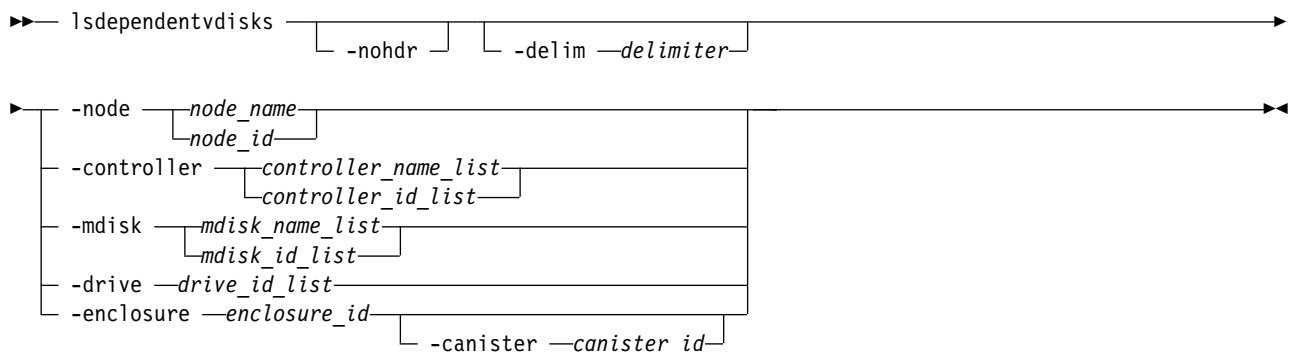 lsdependentvdisks
-nohdr -delim delimiter
-node node_name
node_id
-controller controller_name_list
controller_id_list
-mdisk mdisk_name_list
mdisk_id_list
-drive drive_id_list
-enclosure enclosure_id
-canister canister id